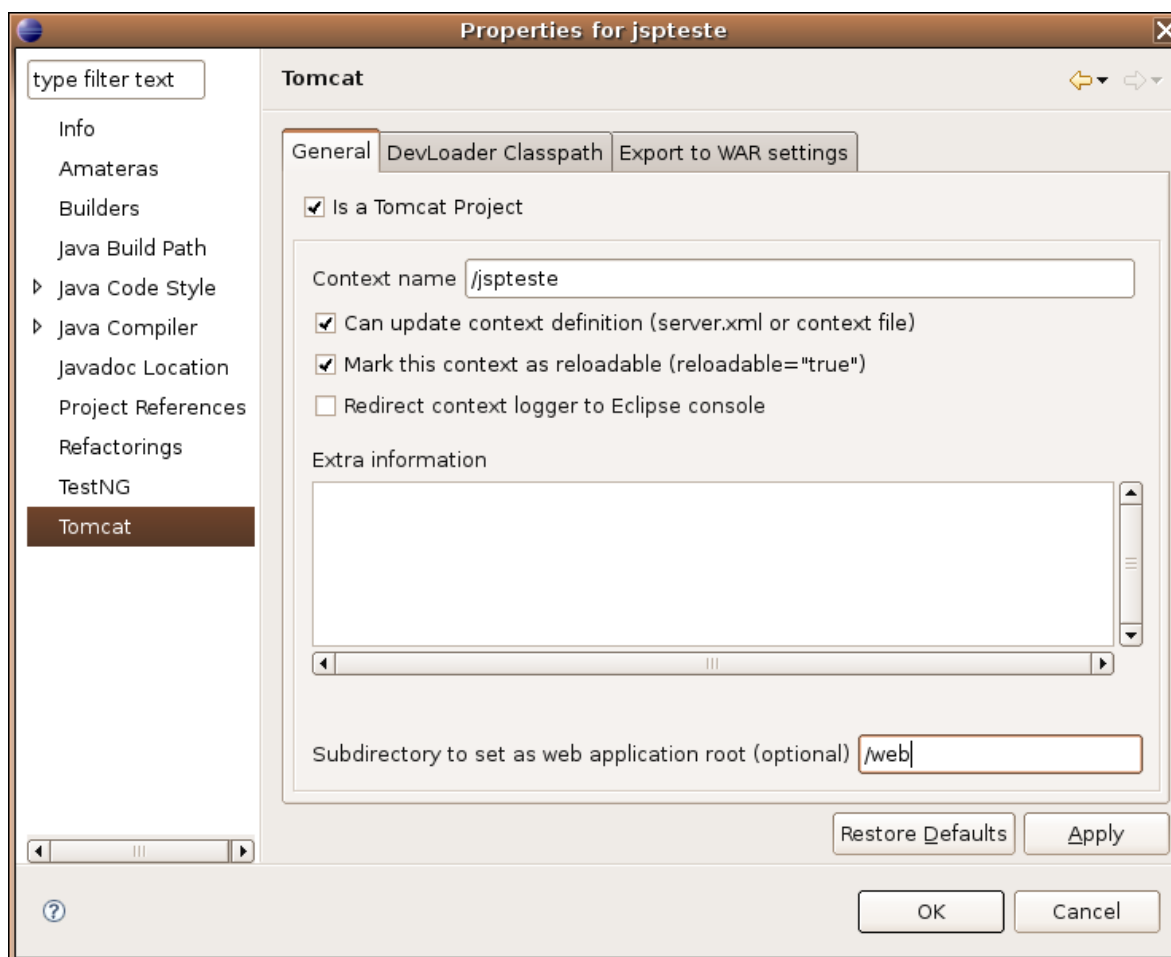 Properties for jspteste
type filter text
Info
Amateras
Builders
Java Build Path
Java Code Style
Java Compiler
Javadoc Location
Project References
Refactorings
TestNG
Tomcat
Tomcat
General
DevLoader Classpath
Export to WAR settings
Is a Tomcat Project
Context name /jspteste
Can update context definition (server.xml or context file)
Mark this context as reloadable (reloadable="true")
Redirect context logger to Eclipse console
Extra information
Subdirectory to set as web application root (optional) /web
Restore Defaults
Apply
?
OK
Cancel